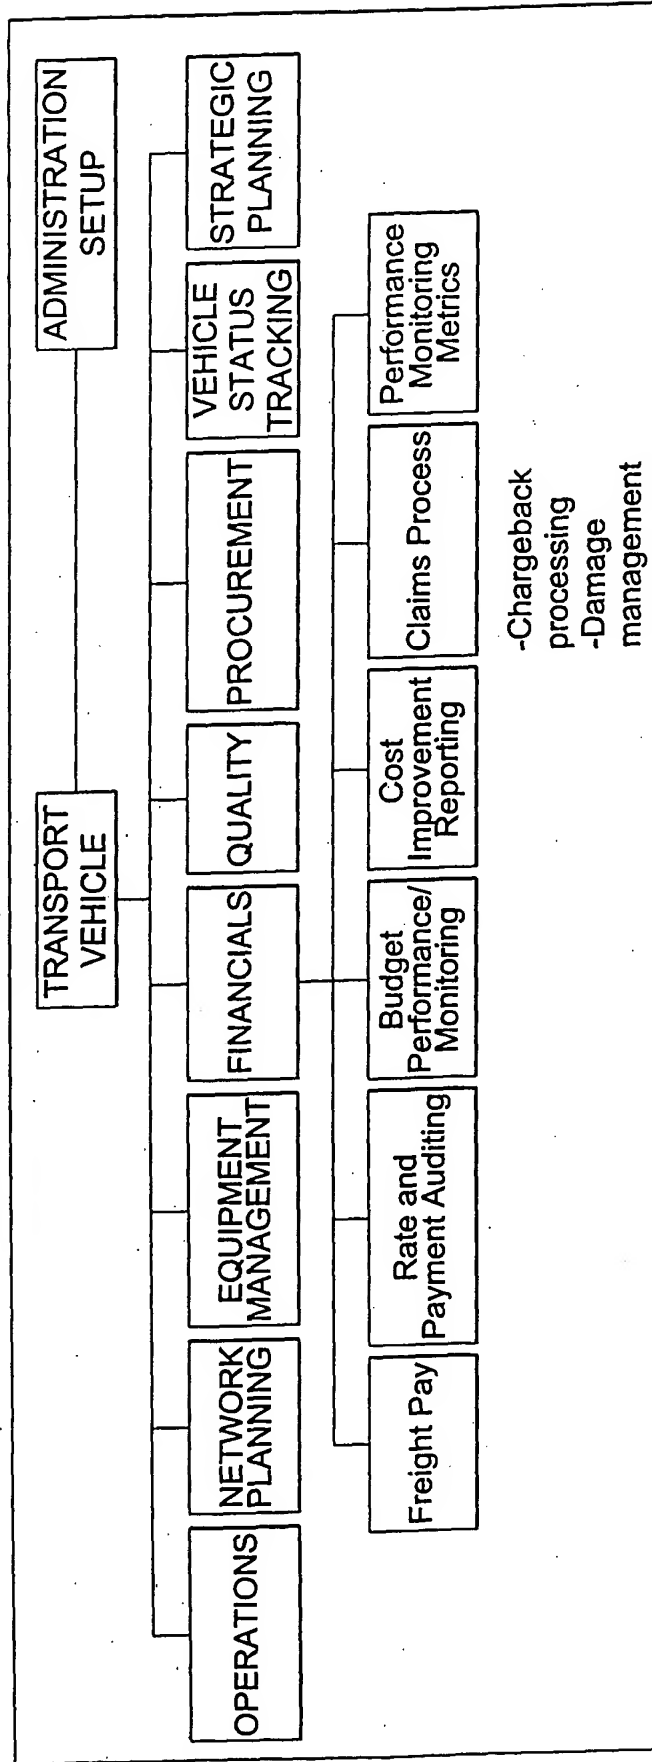 TRANSPORT
VEHICLE
ADMINISTRATION
SETUP
OPERATIONS
NETWORK
PLANNING
EQUIPMENT
MANAGEMENT
FINANCIALS
QUALITY
PROCUREMENT
VEHICLE
STATUS
TRACKING
STRATEGIC
PLANNING
Freight Pay
Rate and
Payment Auditing
Budget
Performance/
Monitoring
Cost
Improvement
Reporting
Claims Process
Performance
Monitoring
Metrics
-Chargeback
processing
-Damage
management